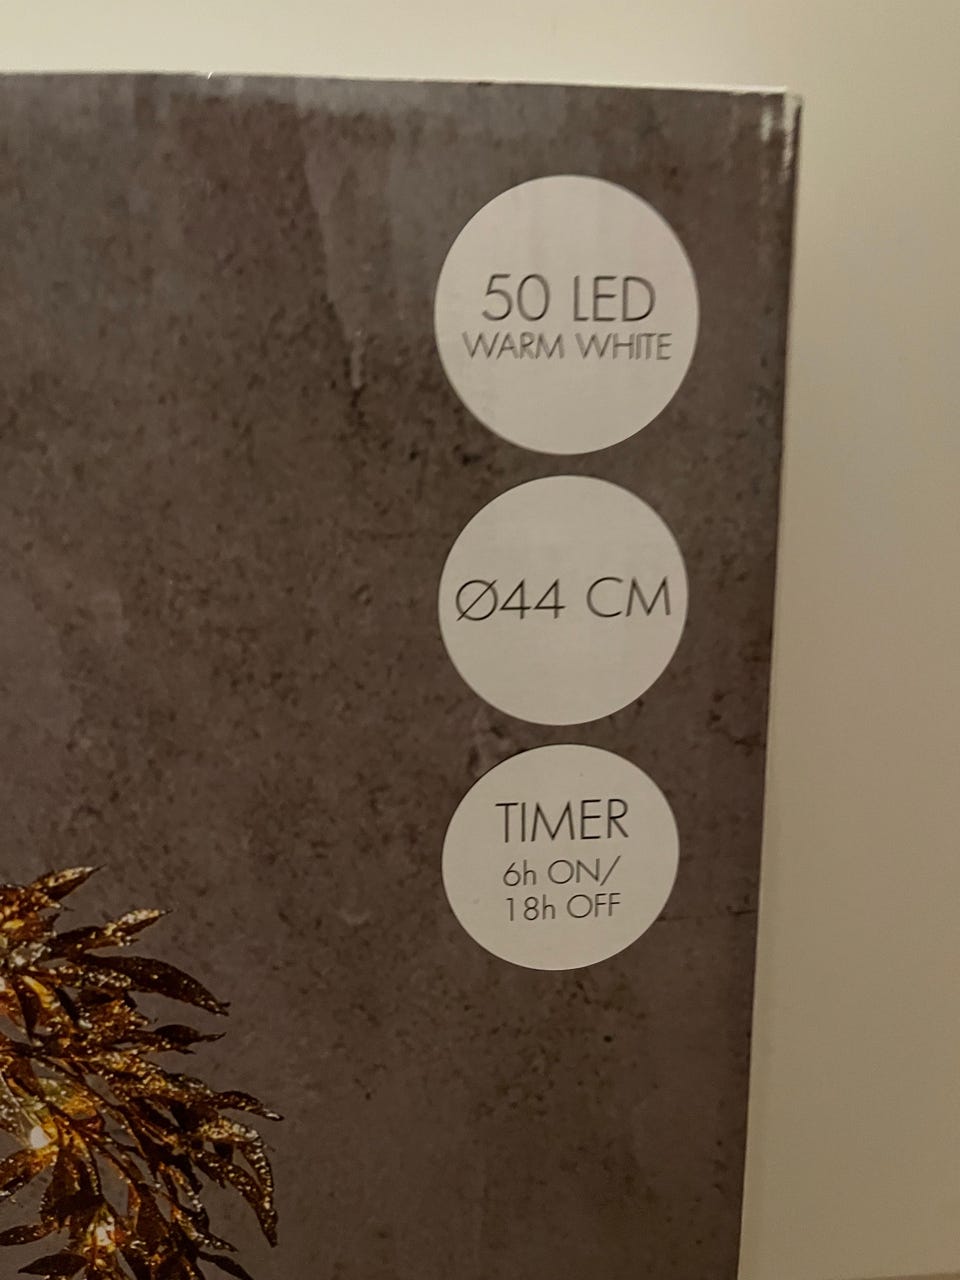 50 LED
WARM WHITE
Ø44 CM
TIMER
6h ON/
18h OFF